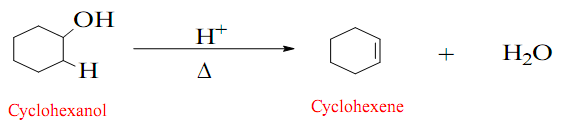 OH
H
Cyclohexanol
H+
Δ
Cyclohexene
+
H₂O